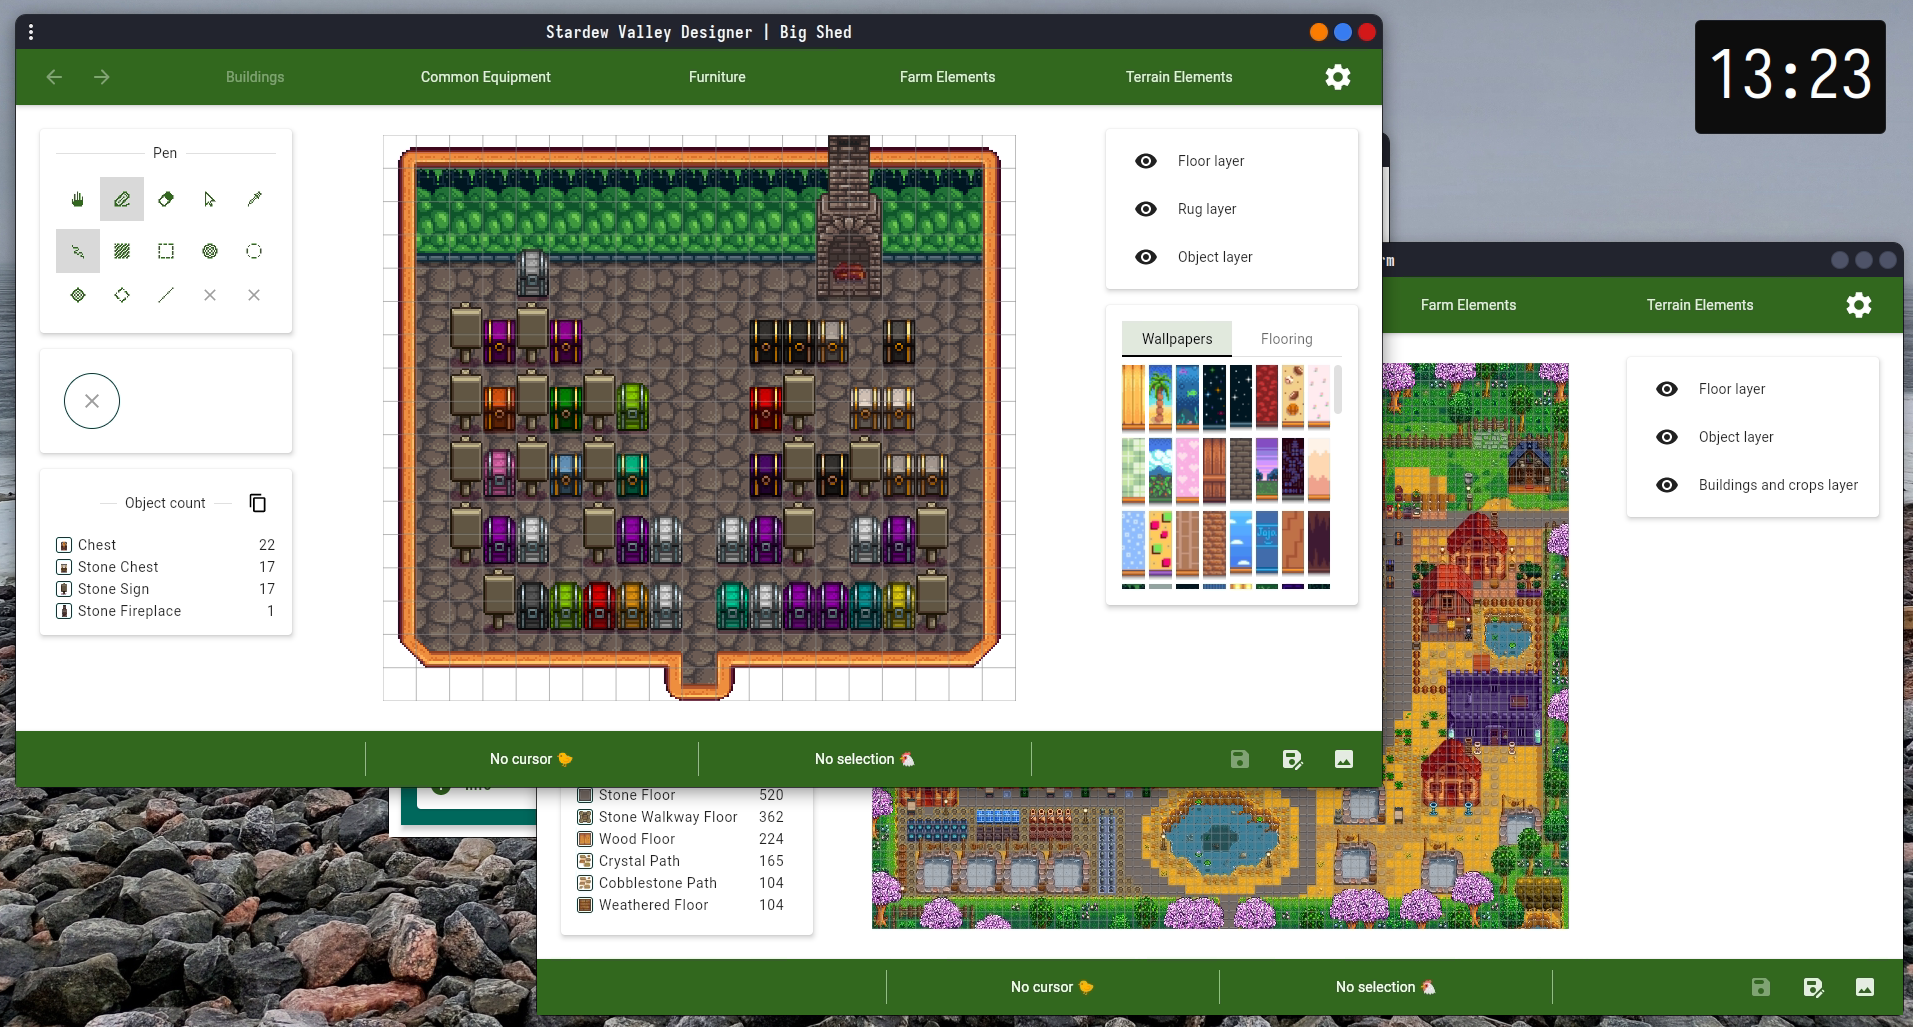 Stardew Valley Designer | Big Shed
13:23
Buildings
Common Equipment
Furniture
Farm Elements
Terrain Elements
Pen
Object count
Chest 22
Stone Chest 17
Stone Sign 17
Stone Fireplace 1
Floor layer
Rug layer
Object layer
Wallpapers
Flooring
Joja
No cursor
No selection
rm
Farm Elements
Terrain Elements
Floor layer
Object layer
Buildings and crops layer
Stone Floor 520
Stone Walkway Floor 362
Wood Floor 224
Crystal Path 165
Cobblestone Path 104
Weathered Floor 104
No cursor
No selection